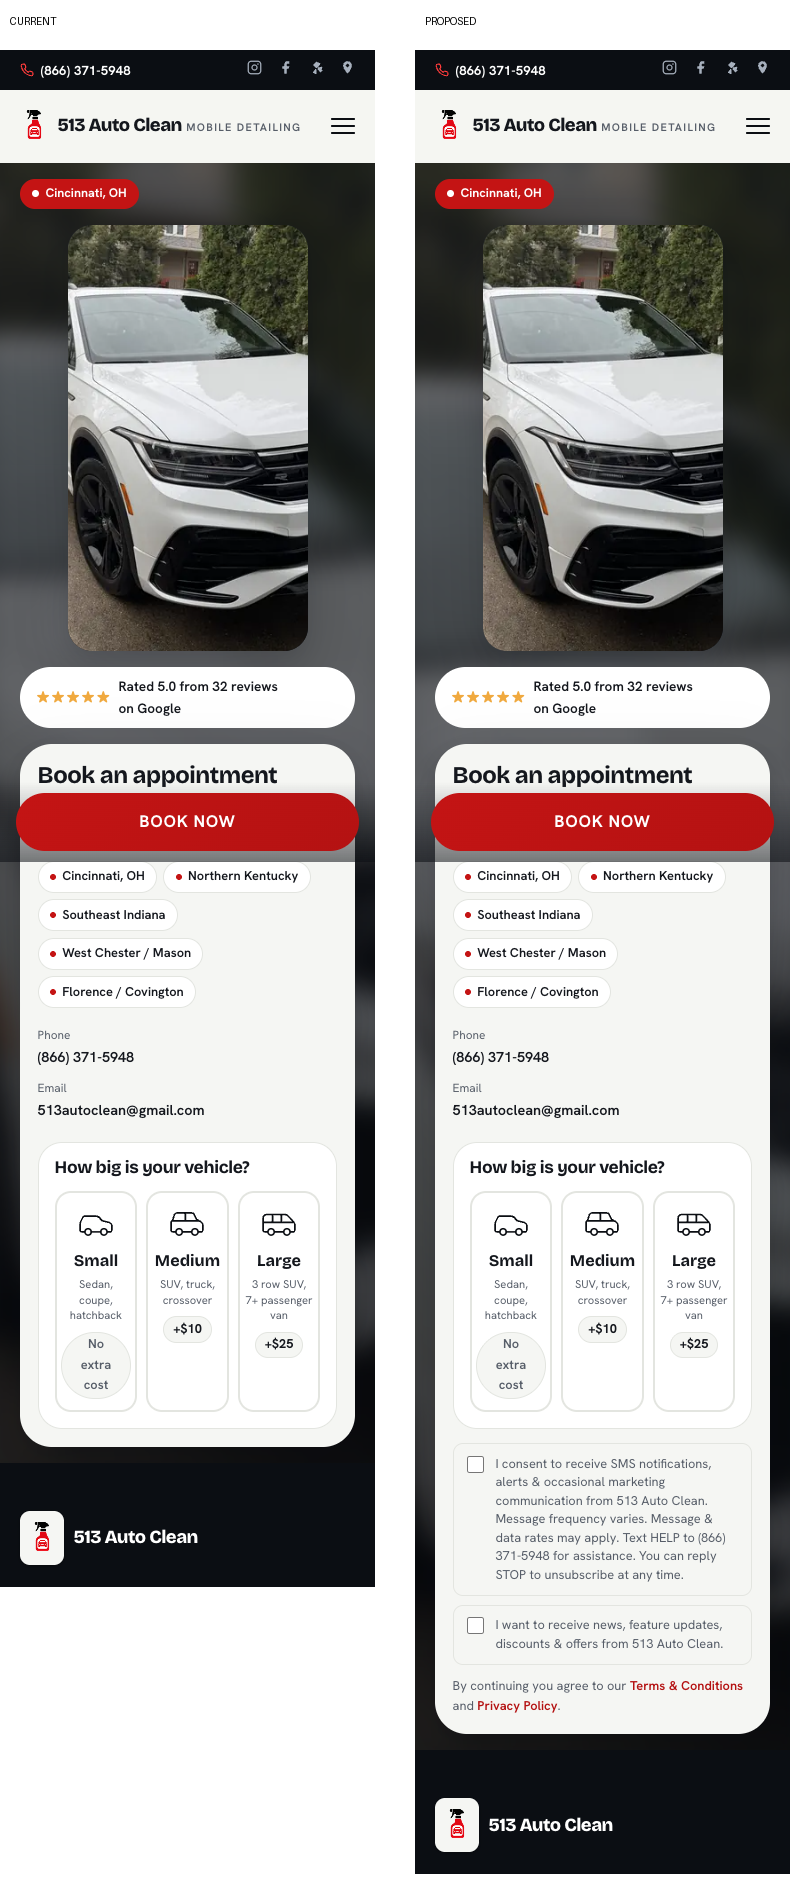 CURRENT
(866) 371-5948
513 Auto Clean MOBILE DETAILING
Cincinnati, OH
Rated 5.0 from 32 reviews
on Google
Book an appointment
BOOK NOW
Cincinnati, OH
Northern Kentucky
Southeast Indiana
West Chester / Mason
Florence / Covington
Phone
(866) 371-5948
Email
513autoclean@gmail.com
How big is your vehicle?
Small
Sedan,
coupe,
hatchback
No
extra
cost
Medium
SUV, truck,
crossover
+$10
Large
3 row SUV,
7+ passenger
van
+$25
513 Auto Clean
PROPOSED
(866) 371-5948
513 Auto Clean MOBILE DETAILING
Cincinnati, OH
Rated 5.0 from 32 reviews
on Google
Book an appointment
BOOK NOW
Cincinnati, OH
Northern Kentucky
Southeast Indiana
West Chester / Mason
Florence / Covington
Phone
(866) 371-5948
Email
513autoclean@gmail.com
How big is your vehicle?
Small
Sedan,
coupe,
hatchback
No
extra
cost
Medium
SUV, truck,
crossover
+$10
Large
3 row SUV,
7+ passenger
van
+$25
I consent to receive SMS notifications,
alerts & occasional marketing
communication from 513 Auto Clean.
Message frequency varies. Message &
data rates may apply. Text HELP to (866)
371-5948 for assistance. You can reply
STOP to unsubscribe at any time.
I want to receive news, feature updates,
discounts & offers from 513 Auto Clean.
By continuing you agree to our Terms & Conditions
and Privacy Policy.
513 Auto Clean